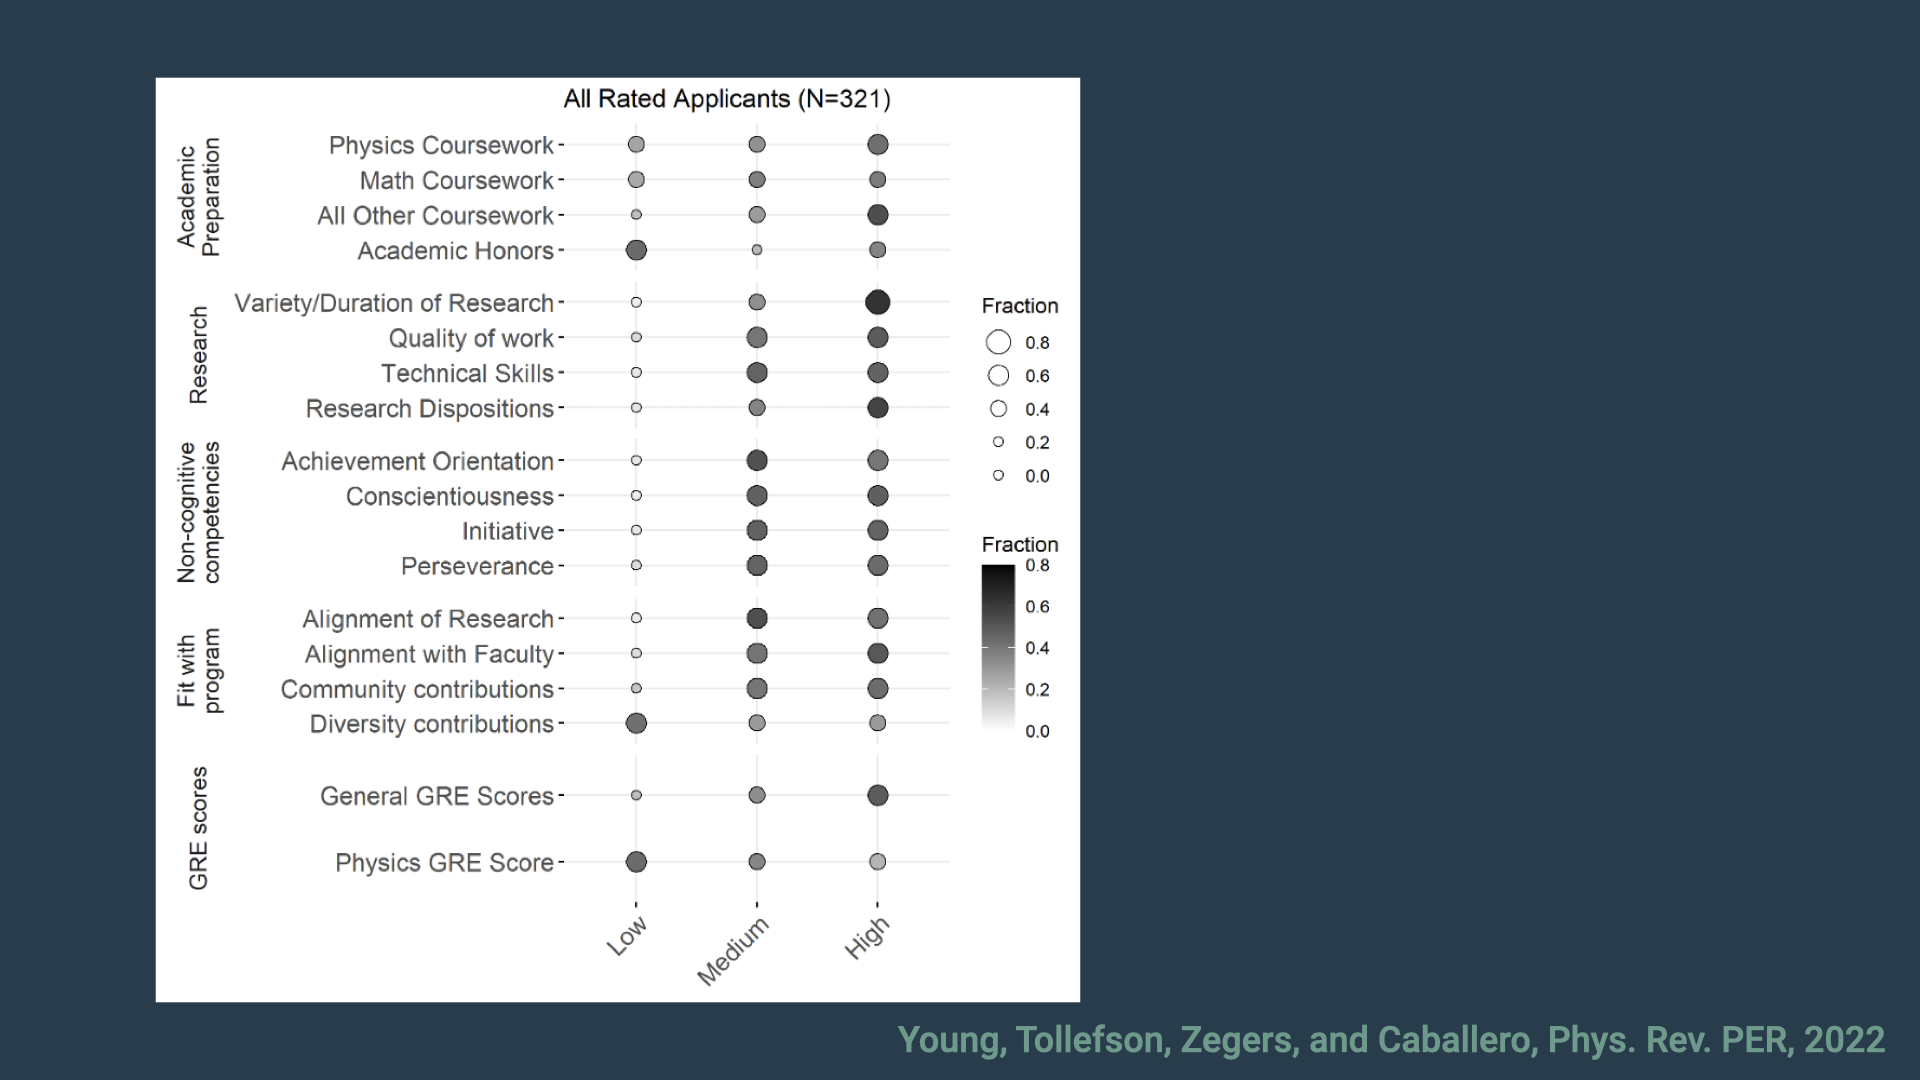 All Rated Applicants (N=321)
Academic
Preparation
Physics Coursework
Math Coursework
All Other Coursework
Academic Honors
Research
Variety/Duration of Research
Quality of work
Technical Skills
Research Dispositions
Non-cognitive
competencies
Achievement Orientation
Conscientiousness
Initiative
Perseverance
Fit with
program
Alignment of Research
Alignment with Faculty
Community contributions
Diversity contributions
GRE scores
General GRE Scores
Physics GRE Score
Low
Medium
High
Fraction
0.8
0.6
0.4
0.2
0.0
Fraction
0.8
0.6
0.4
0.2
0.0
Young, Tollefson, Zegers, and Caballero, Phys. Rev. PER, 2022